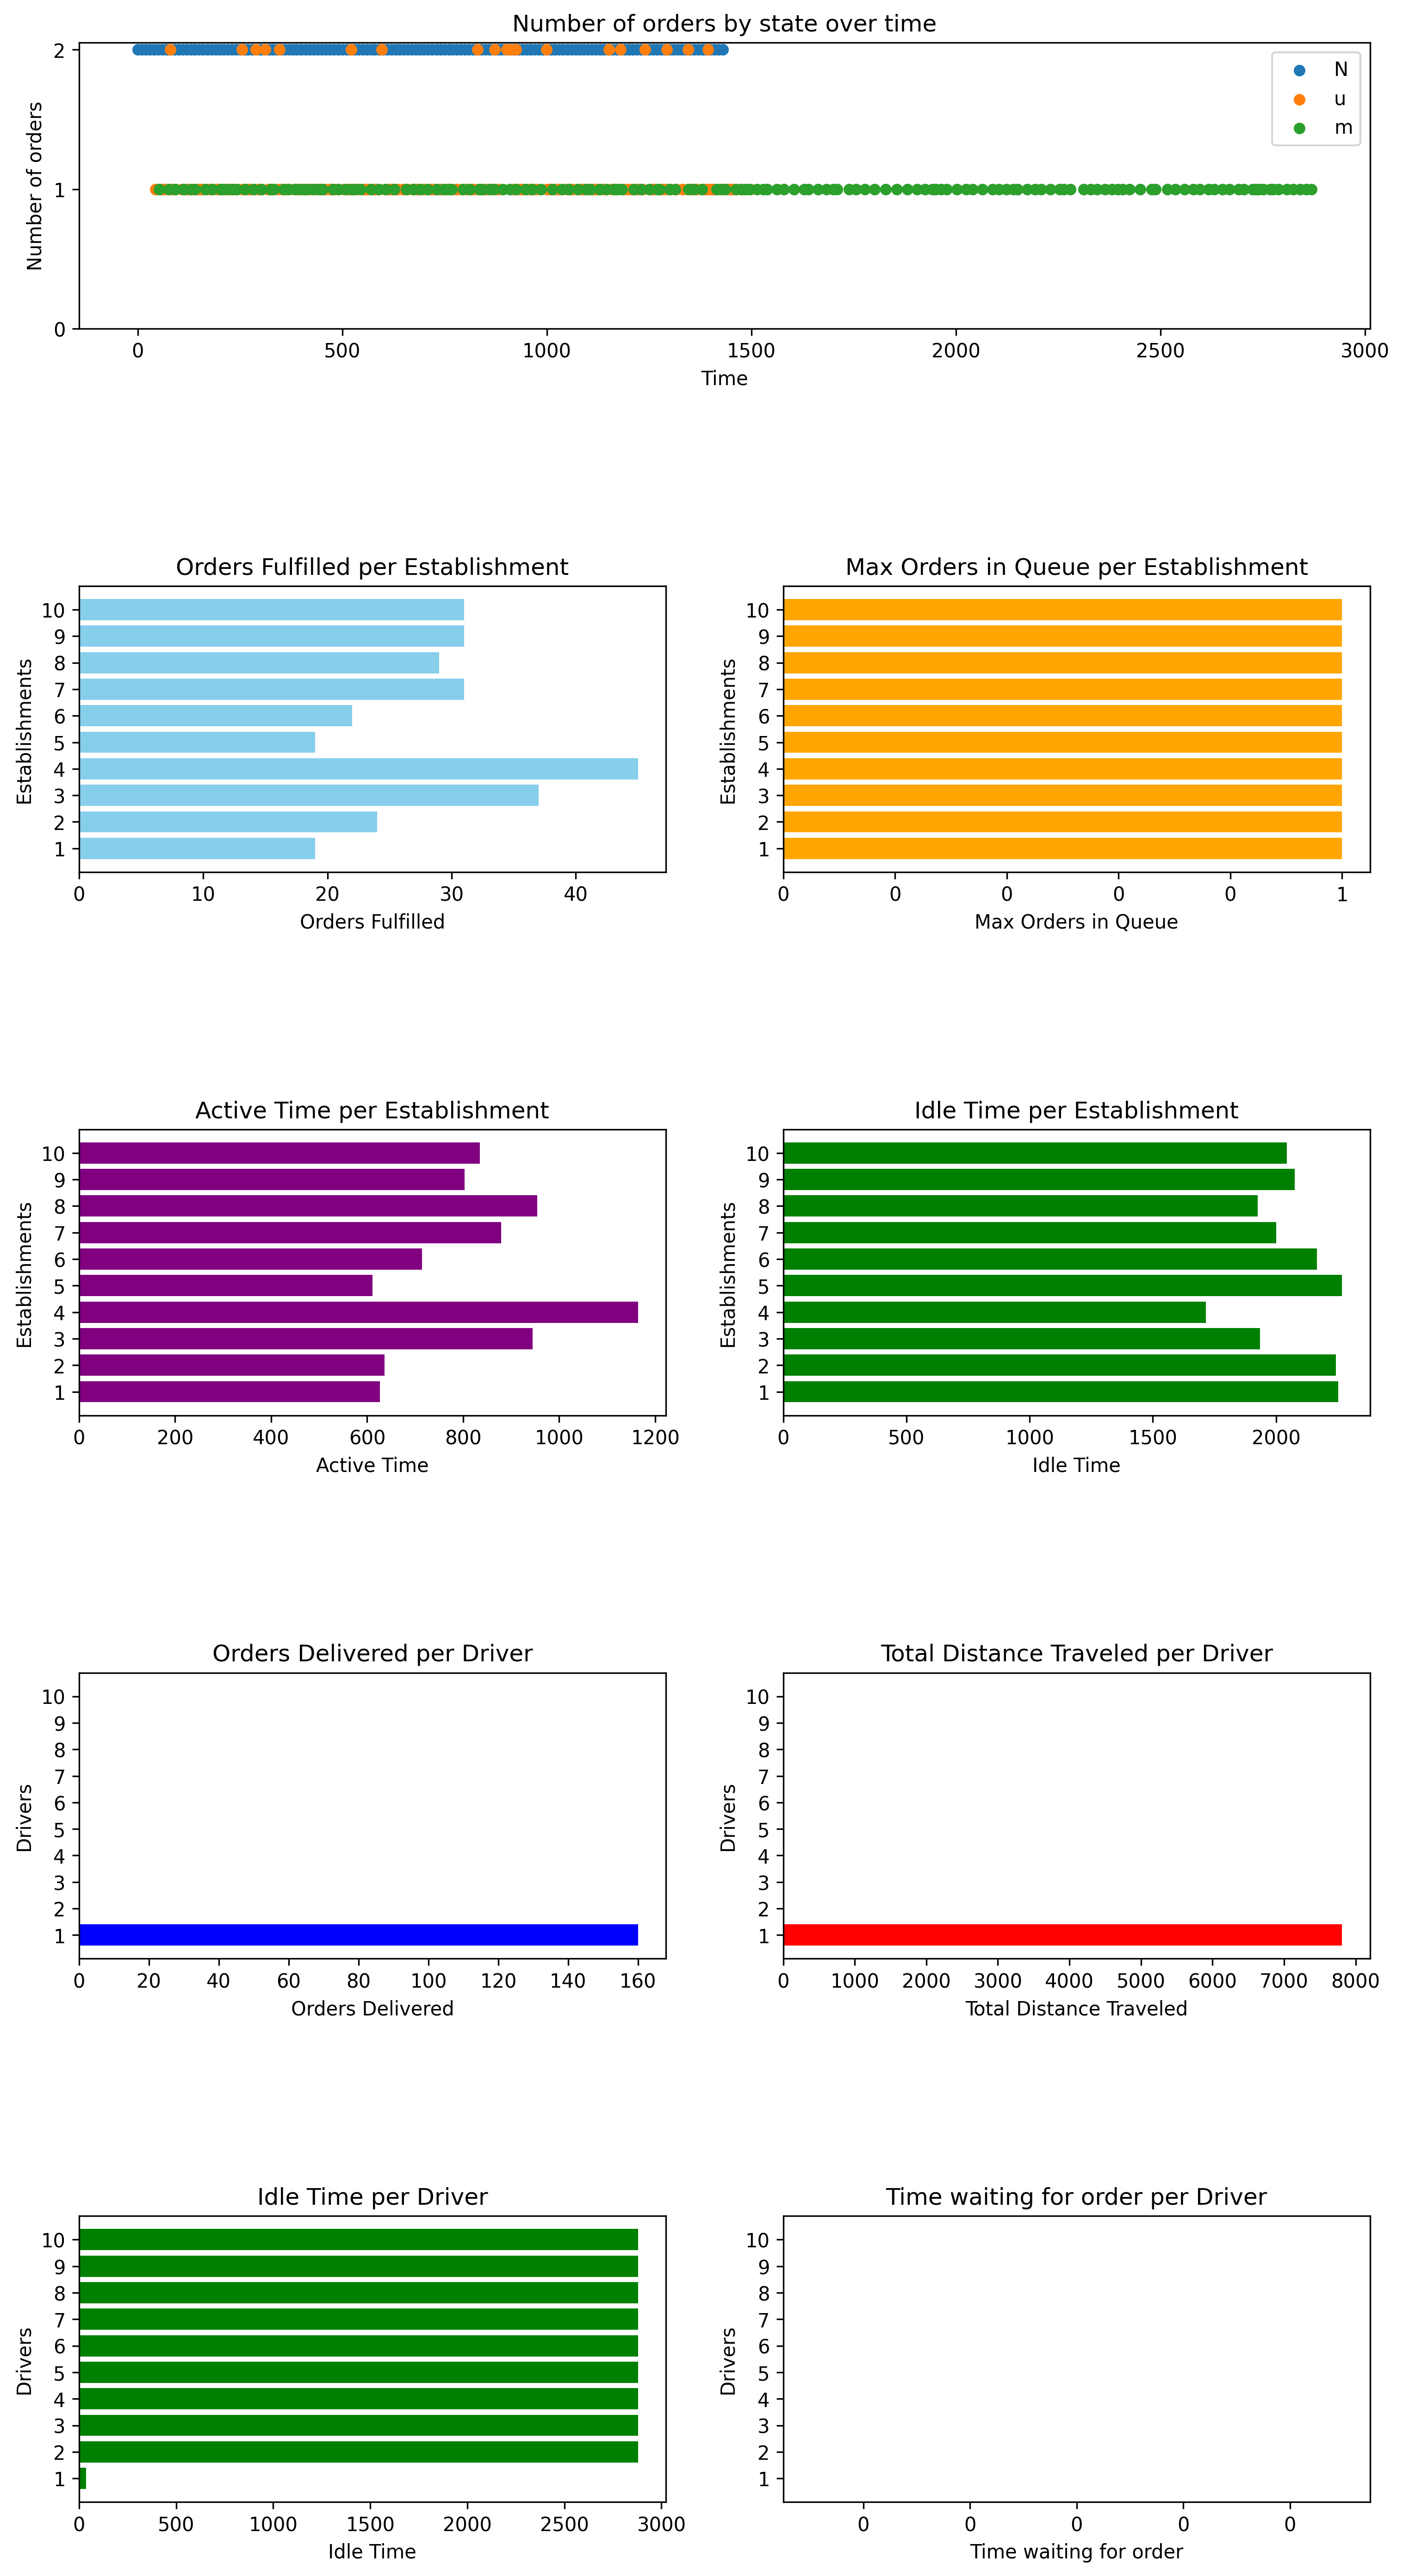 Number of orders by state over time
Number of orders
2
1
0
N
u
m
0 500 1000 1500 2000 2500 3000
Time
Orders Fulfilled per Establishment
Establishments
10
9
8
7
6
5
4
3
2
1
0 10 20 30 40
Orders Fulfilled
Max Orders in Queue per Establishment
Establishments
10
9
8
7
6
5
4
3
2
1
0 0 0 0 0 1
Max Orders in Queue
Active Time per Establishment
Establishments
10
9
8
7
6
5
4
3
2
1
0 200 400 600 800 1000 1200
Active Time
Idle Time per Establishment
Establishments
10
9
8
7
6
5
4
3
2
1
0 500 1000 1500 2000
Idle Time
Orders Delivered per Driver
Drivers
10
9
8
7
6
5
4
3
2
1
0 20 40 60 80 100 120 140 160
Orders Delivered
Total Distance Traveled per Driver
Drivers
10
9
8
7
6
5
4
3
2
1
0 1000 2000 3000 4000 5000 6000 7000 8000
Total Distance Traveled
Idle Time per Driver
Drivers
10
9
8
7
6
5
4
3
2
1
0 500 1000 1500 2000 2500 3000
Idle Time
Time waiting for order per Driver
Drivers
10
9
8
7
6
5
4
3
2
1
0 0 0 0 0
Time waiting for order